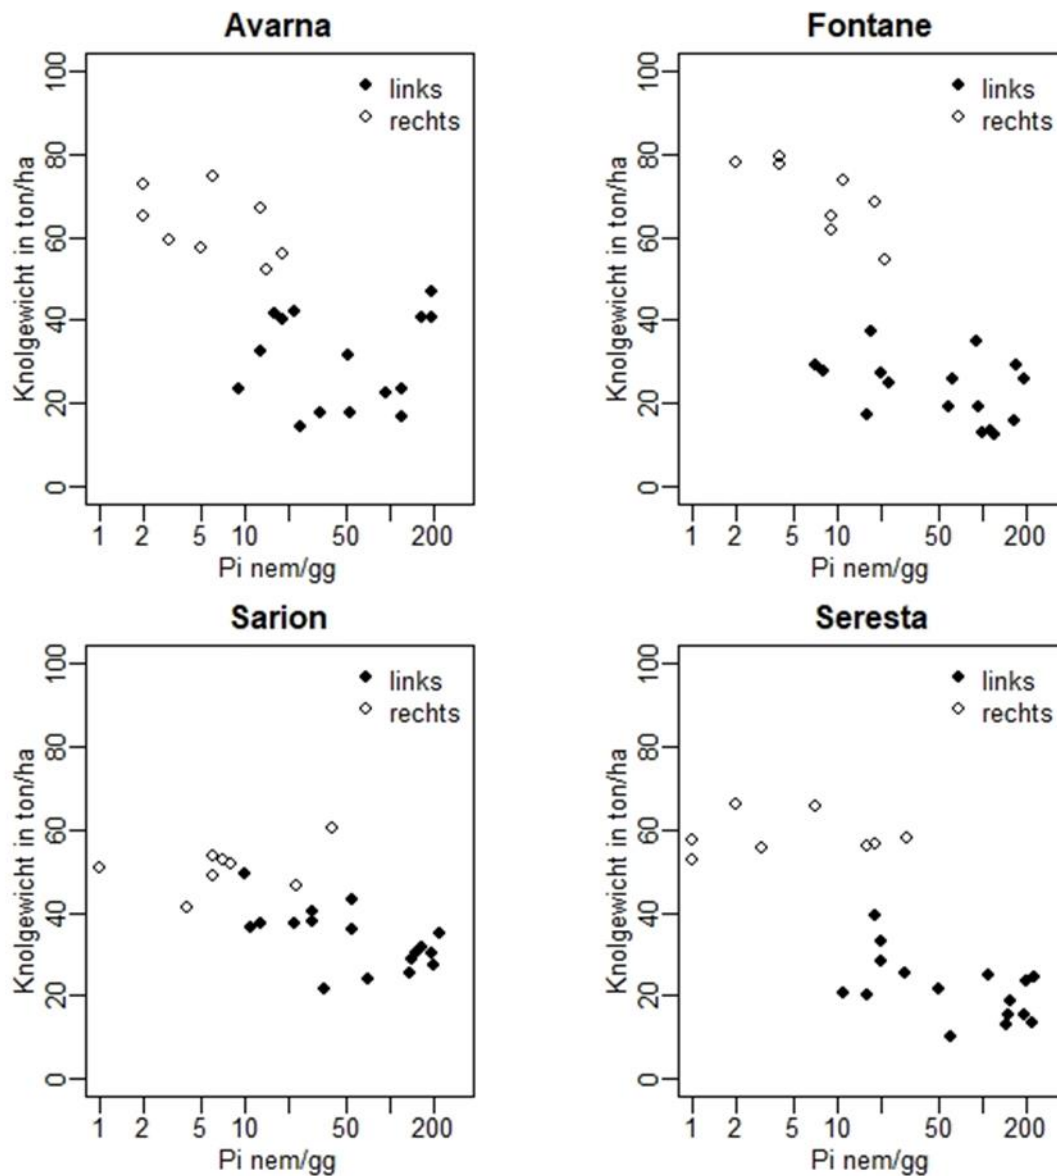 Avarna
Knolgewicht in ton/ha
100
80
60
40
20
0
links
rechts
1 2 5 10 50 200
Pi nem/gg
Fontane
Knolgewicht in ton/ha
100
80
60
40
20
0
links
rechts
1 2 5 10 50 200
Pi nem/gg
Sarion
Knolgewicht in ton/ha
100
80
60
40
20
0
links
rechts
1 2 5 10 50 200
Pi nem/gg
Seresta
Knolgewicht in ton/ha
100
80
60
40
20
0
links
rechts
1 2 5 10 50 200
Pi nem/gg